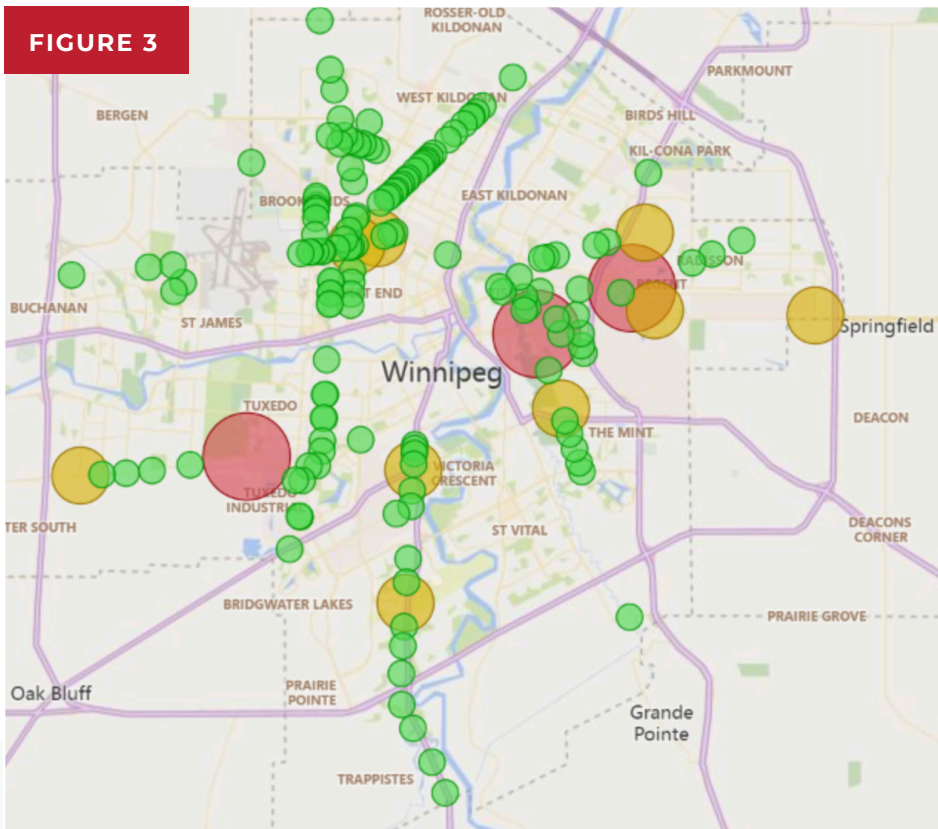 FIGURE 3
ROSSER-OLD
KILDONAN
PARKMOUNT
WEST KILDONAN
BERGEN
BIRDS HILL
KIL-CONA PARK
EAST KILDONAN
BUCHANAN
ST JAMES
T END
REGENT
Springfield
Winnipeg
TUXEDO
DEACON
THE MINT
VICTORIA
CRESCENT
TUXEDO
INDUSTRIAL
TER SOUTH
ST VITAL
DEACONS
CORNER
BRIDGWATER LAKES
PRAIRIE GROVE
Oak Bluff
PRAIRIE
POINTE
Grande
Pointe
TRAPPISTES